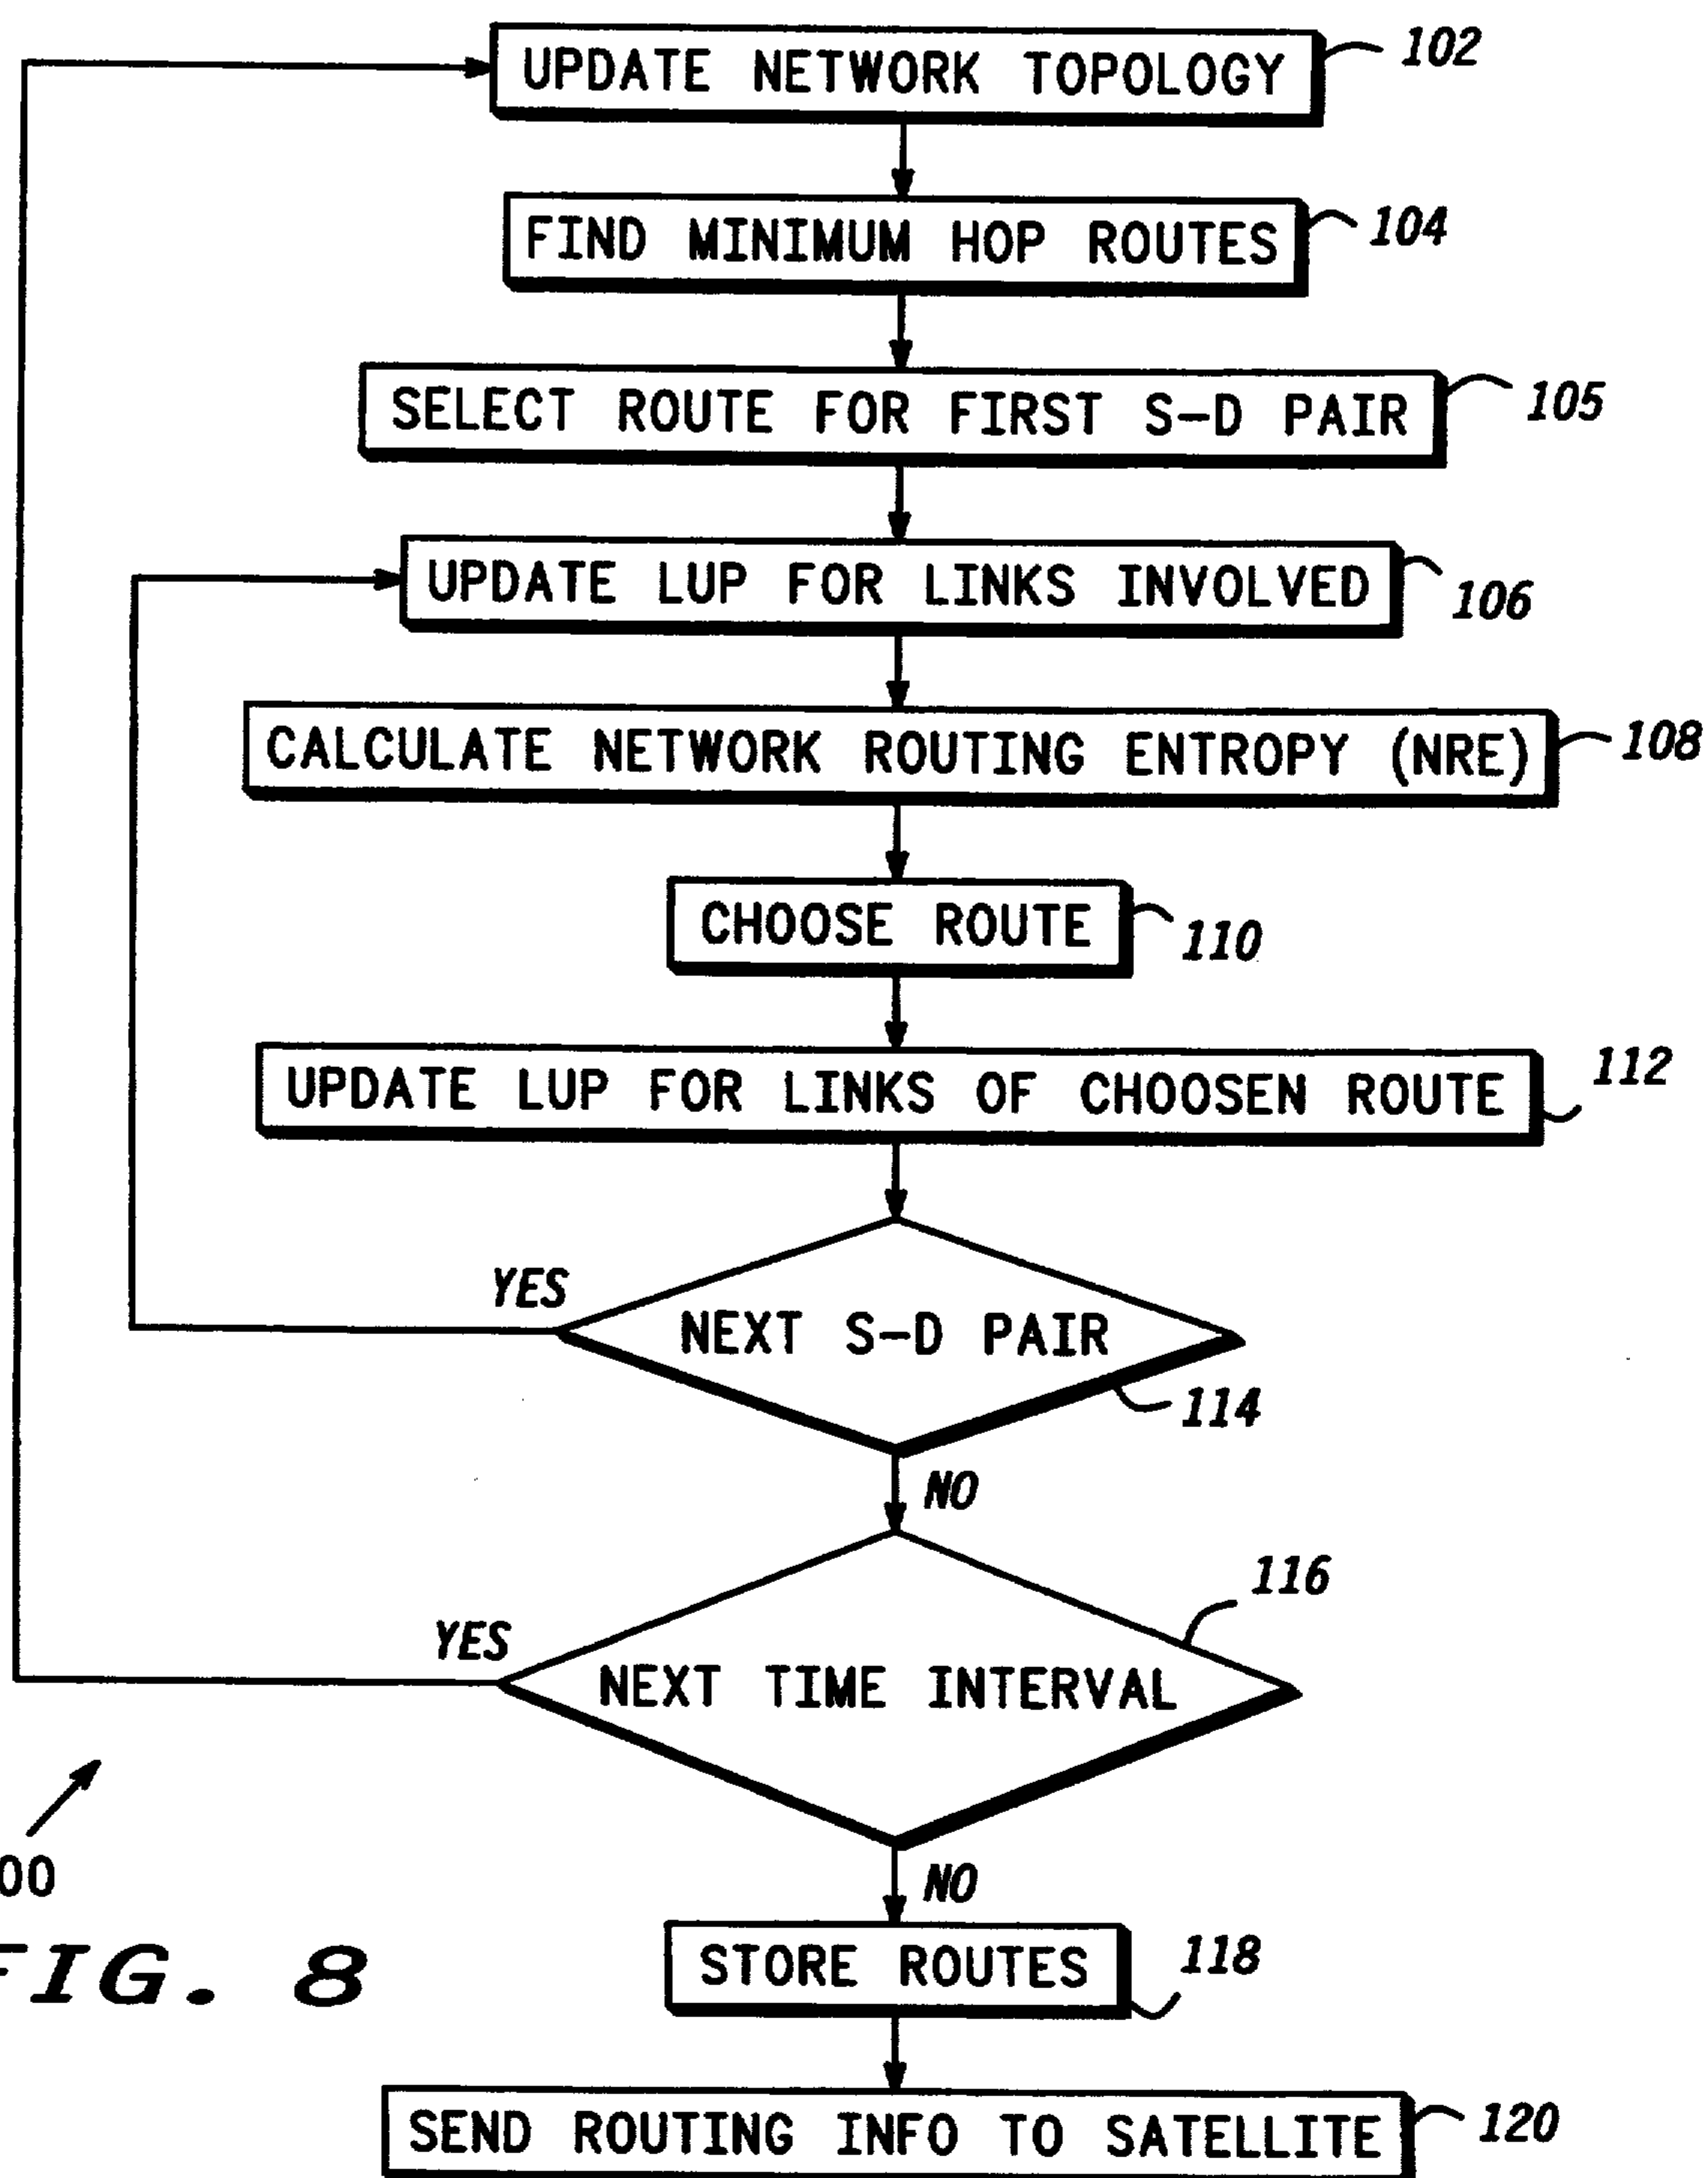 UPDATE NETWORK TOPOLOGY 102
FIND MINIMUM HOP ROUTES 104
SELECT ROUTE FOR FIRST S-D PAIR 105
UPDATE LUP FOR LINKS INVOLVED 106
CALCULATE NETWORK ROUTING ENTROPY (NRE) 108
CHOOSE ROUTE 110
UPDATE LUP FOR LINKS OF CHOOSEN ROUTE 112
YES
NEXT S-D PAIR
114
NO
116
YES
NEXT TIME INTERVAL
00
NO
FIG. 8
STORE ROUTES 118
SEND ROUTING INFO TO SATELLITE 120